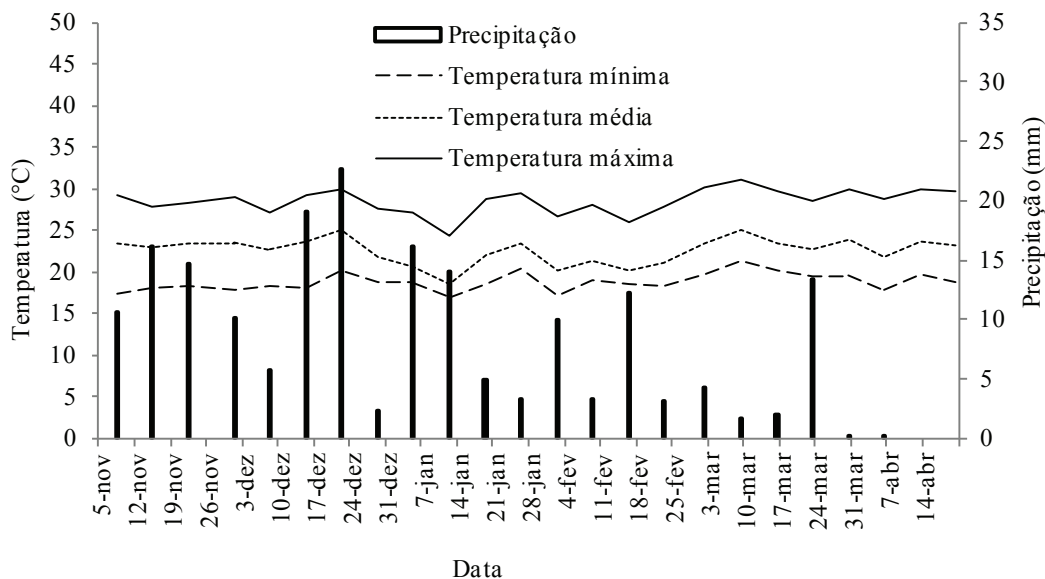 Precipitação
Temperatura mínima
Temperatura média
Temperatura máxima
Temperatura (°C)
50
45
40
35
30
25
20
15
10
5
0
Precipitação (mm)
35
30
25
20
15
10
5
0
5-nov
12-nov
19-nov
26-nov
3-dez
10-dez
17-dez
24-dez
31-dez
7-jan
14-jan
21-jan
28-jan
4-fev
11-fev
18-fev
25-fev
3-mar
10-mar
17-mar
24-mar
31-mar
7-abr
14-abr
Data